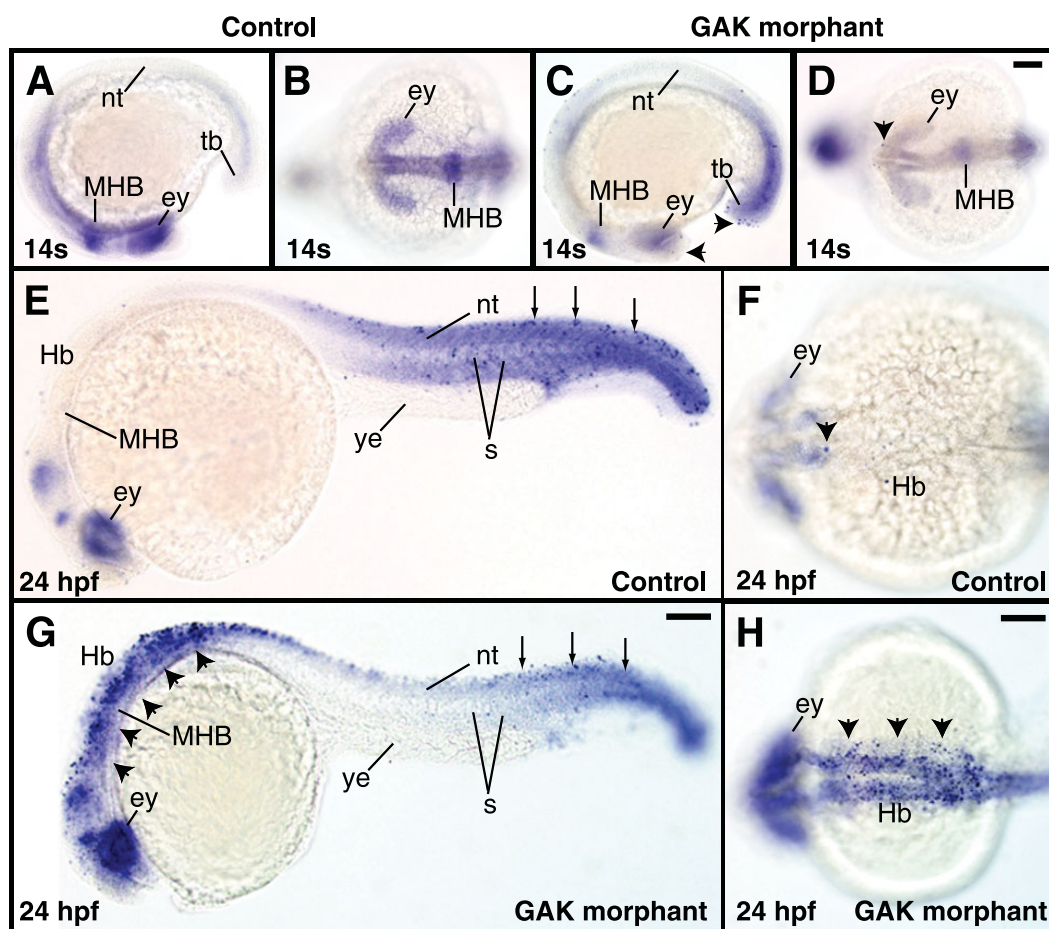 Control
GAK morphant
A
nt
tb
MHB
ey
14s
B
ey
MHB
14s
C
nt
tb
MHB
ey
14s
D
ey
MHB
14s
E
nt
Hb
MHB
ye
s
ey
24 hpf
Control
F
ey
Hb
24 hpf
Control
G
Hb
nt
MHB
ye
s
ey
24 hpf
GAK morphant
H
ey
Hb
24 hpf
GAK morphant